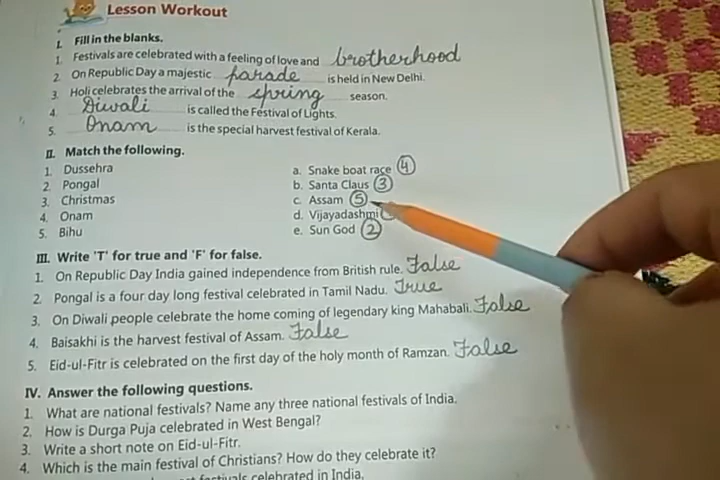 Lesson Workout
I. Fill in the blanks.
1. Festivals are celebrated with a feeling of love and brotherhood
2. On Republic Day a majestic parade is held in New Delhi.
3. Holi celebrates the arrival of the spring season.
4. Diwali is called the Festival of Lights.
5. Onam is the special harvest festival of Kerala.
II. Match the following.
1. Dussehra a. Snake boat race 4
2. Pongal b. Santa Claus 3
3. Christmas c. Assam 5
4. Onam d. Vijayadashmi
5. Bihu e. Sun God 2
III. Write 'T' for true and 'F' for false.
1. On Republic Day India gained independence from British rule. False
2. Pongal is a four day long festival celebrated in Tamil Nadu. True
3. On Diwali people celebrate the home coming of legendary king Mahabali. False
4. Baisakhi is the harvest festival of Assam. False
5. Eid-ul-Fitr is celebrated on the first day of the holy month of Ramzan. False
IV. Answer the following questions.
1. What are national festivals? Name any three national festivals of India.
2. How is Durga Puja celebrated in West Bengal?
3. Write a short note on Eid-ul-Fitr.
4. Which is the main festival of Christians? How do they celebrate it?
festivals celebrated in India.